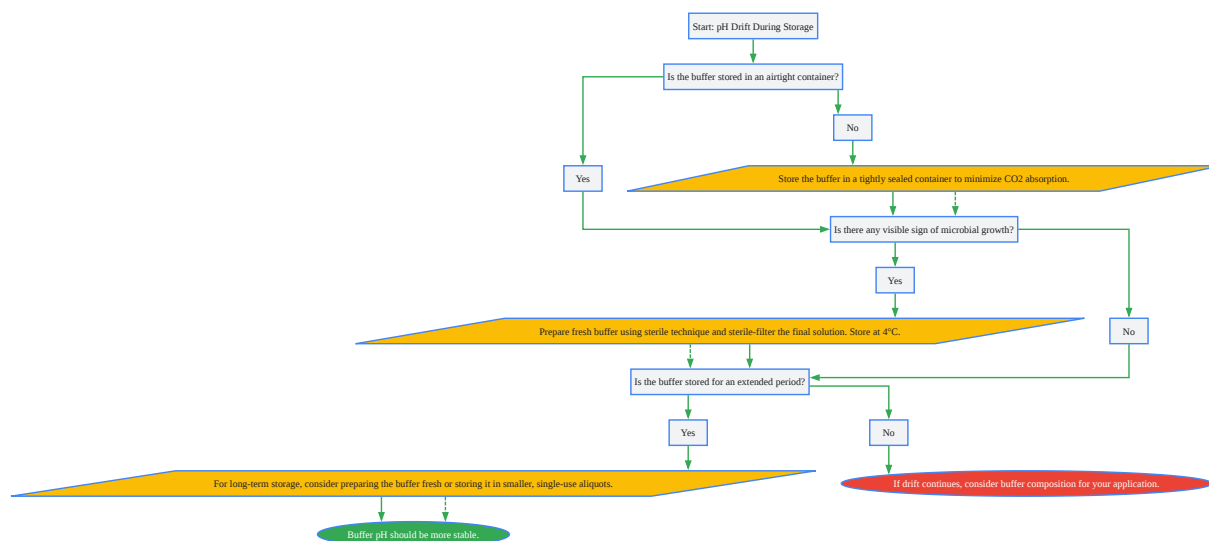 Start: pH Drift During Storage
Is the buffer stored in an airtight container?
No
Yes
Store the buffer in a tightly sealed container to minimize CO2 absorption.
Is there any visible sign of microbial growth?
Yes
Prepare fresh buffer using sterile technique and sterile-filter the final solution. Store at 4°C.
No
Is the buffer stored for an extended period?
Yes
No
For long-term storage, consider preparing the buffer fresh or storing it in smaller, single-use aliquots.
If drift continues, consider buffer composition for your application.
Buffer pH should be more stable.